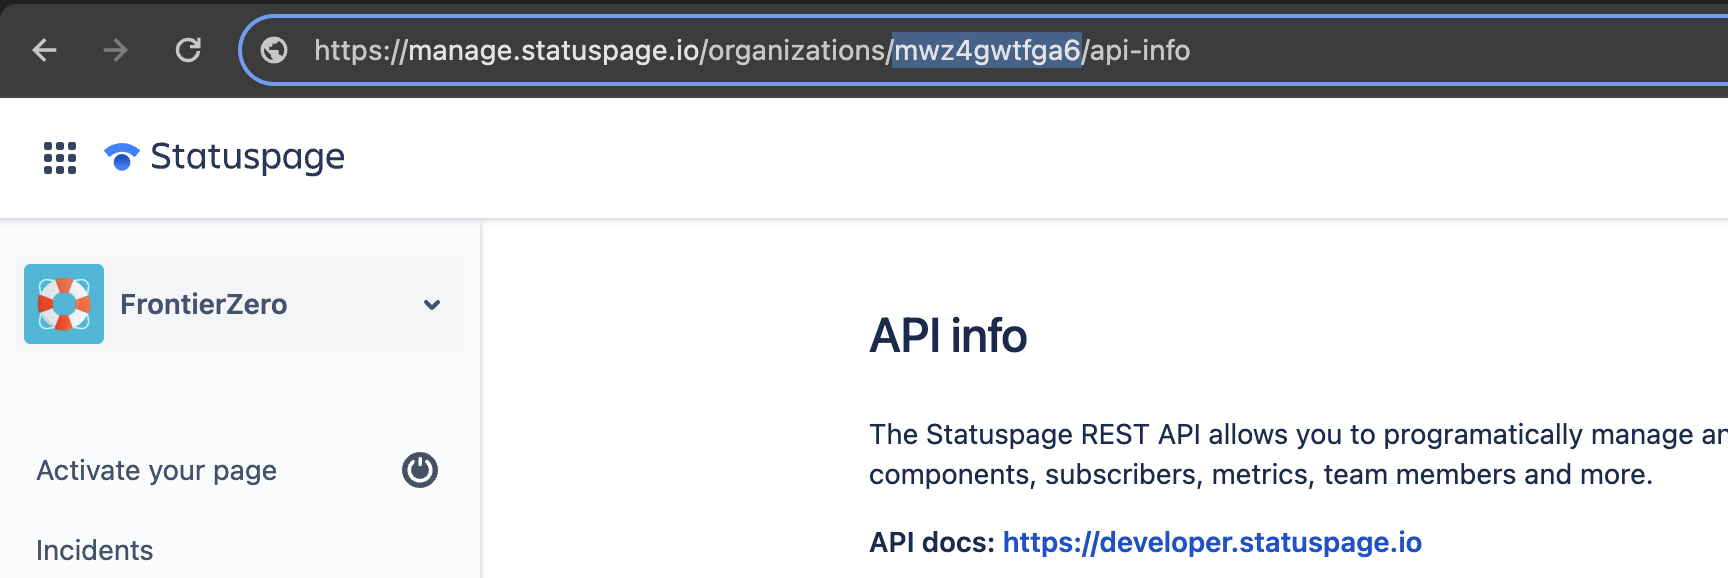 https://manage.statuspage.io/organizations/mwz4gwtfga6/api-info
Statuspage
FrontierZero
Activate your page
Incidents
API info
The Statuspage REST API allows you to programatically manage an
components, subscribers, metrics, team members and more.
API docs: https://developer.statuspage.io